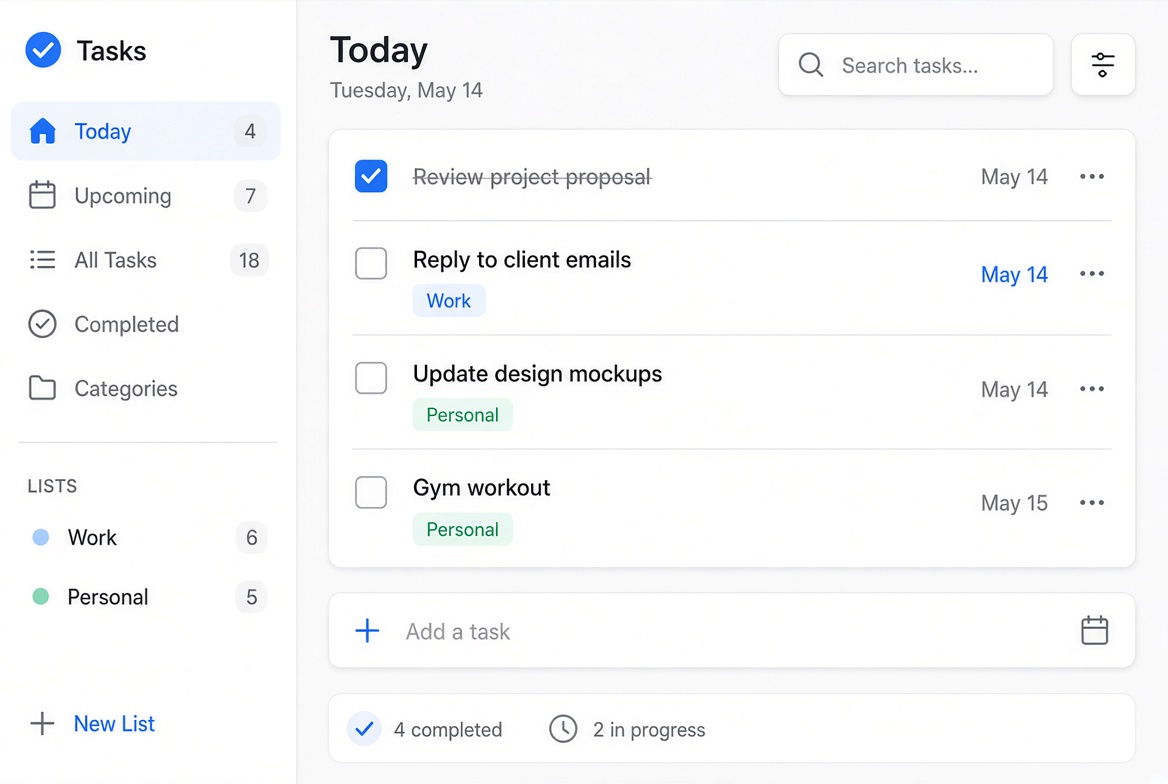 Tasks
Today 4
Upcoming 7
All Tasks 18
Completed
Categories
LISTS
Work 6
Personal 5
New List
Today
Tuesday, May 14
Search tasks...
Review project proposal May 14
Reply to client emails
Work
May 14
Update design mockups
Personal
May 14
Gym workout
Personal
May 15
Add a task
4 completed 2 in progress